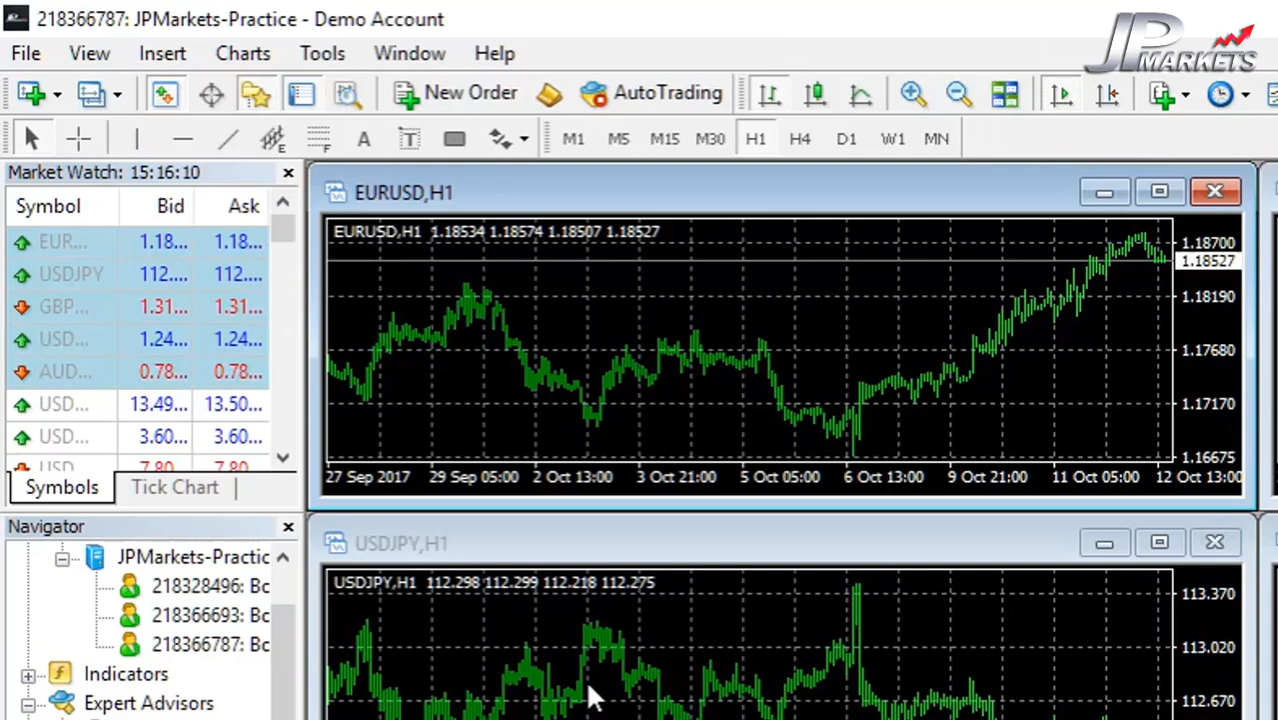 218366787: JPMarkets-Practice - Demo Account
JP MARKETS
File View Insert Charts Tools Window Help
New Order AutoTrading
A T M1 M5 M15 M30 H1 H4 D1 W1 MN
Market Watch: 15:16:10
Symbol Bid Ask
EUR... 1.18... 1.18...
USDJPY 112.... 112....
GBP... 1.31... 1.31...
USD... 1.24... 1.24...
AUD... 0.78... 0.78...
USD... 13.49... 13.50...
USD... 3.60... 3.60...
USD 7.80 7.80
Symbols Tick Chart
EURUSD,H1
EURUSD,H1 1.18534 1.18574 1.18507 1.18527
1.18700
1.18527
1.18190
1.17680
1.17170
1.16675
27 Sep 2017 29 Sep 05:00 2 Oct 13:00 3 Oct 21:00 5 Oct 05:00 6 Oct 13:00 9 Oct 21:00 11 Oct 05:00 12 Oct 13:00
Navigator
JPMarkets-Practic
218328496: Bc
218366693: Bc
218366787: Bc
Indicators
Expert Advisors
USDJPY,H1
USDJPY,H1 112.298 112.299 112.218 112.275
113.370
113.020
112.670